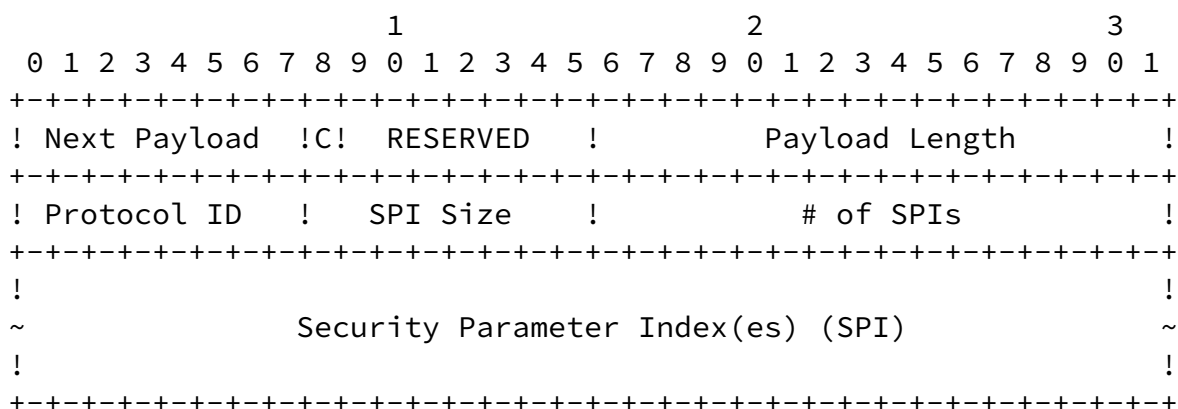 1                   2                   3
 0 1 2 3 4 5 6 7 8 9 0 1 2 3 4 5 6 7 8 9 0 1 2 3 4 5 6 7 8 9 0 1
+-+-+-+-+-+-+-+-+-+-+-+-+-+-+-+-+-+-+-+-+-+-+-+-+-+-+-+-+-+-+-+-+
! Next Payload  !C!  RESERVED   !         Payload Length        !
+-+-+-+-+-+-+-+-+-+-+-+-+-+-+-+-+-+-+-+-+-+-+-+-+-+-+-+-+-+-+-+-+
! Protocol ID   !   SPI Size    !           # of SPIs           !
+-+-+-+-+-+-+-+-+-+-+-+-+-+-+-+-+-+-+-+-+-+-+-+-+-+-+-+-+-+-+-+-+
!                                                               !
~               Security Parameter Index(es) (SPI)              ~
!                                                               !
+-+-+-+-+-+-+-+-+-+-+-+-+-+-+-+-+-+-+-+-+-+-+-+-+-+-+-+-+-+-+-+-+